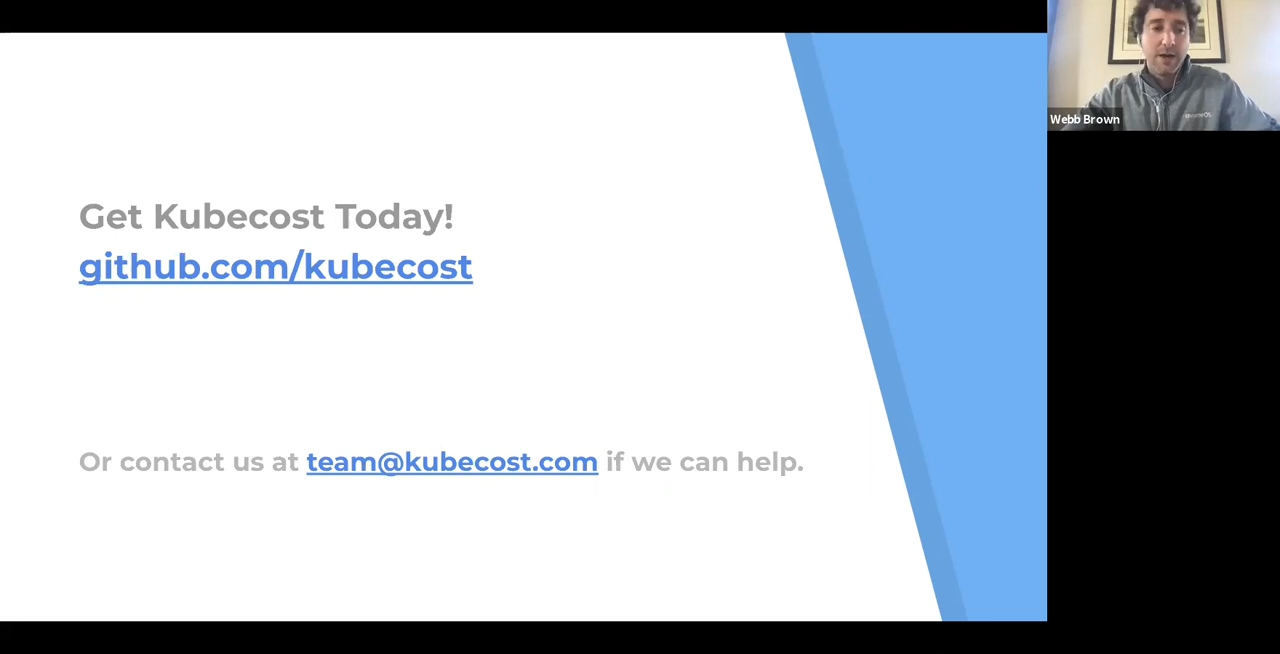 Get Kubecost Today!
github.com/kubecost
Or contact us at team@kubecost.com if we can help.
Webb Brown